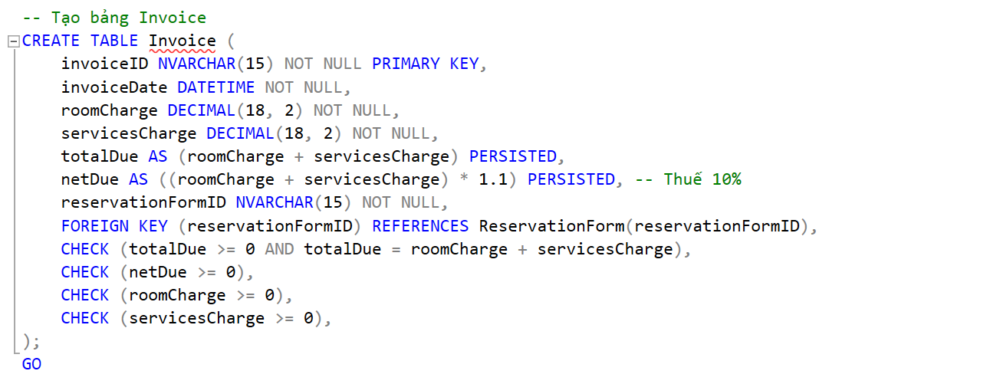 -- Tạo bảng Invoice
CREATE TABLE Invoice (
invoiceID NVARCHAR(15) NOT NULL PRIMARY KEY,
invoiceDate DATETIME NOT NULL,
roomCharge DECIMAL(18, 2) NOT NULL,
servicesCharge DECIMAL(18, 2) NOT NULL,
totalDue AS (roomCharge + servicesCharge) PERSISTED,
netDue AS ((roomCharge + servicesCharge) * 1.1) PERSISTED, -- Thuế 10%
reservationFormID NVARCHAR(15) NOT NULL,
FOREIGN KEY (reservationFormID) REFERENCES ReservationForm(reservationFormID),
CHECK (totalDue >= 0 AND totalDue = roomCharge + servicesCharge),
CHECK (netDue >= 0),
CHECK (roomCharge >= 0),
CHECK (servicesCharge >= 0),
);
GO